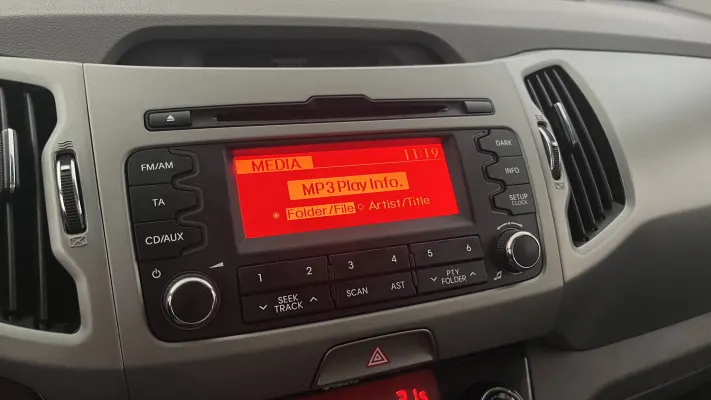 MEDIA 11:19
MP3 Play Info.
Folder/File Artist/Title
FM/AM
TA
CD/AUX
DARK
INFO
SETUP
CLOCK
1 2 3 4 5 6
SEEK
TRACK
SCAN AST
PTY
FOLDER